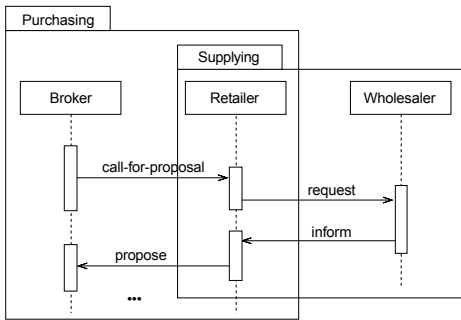 Purchasing
Supplying
Broker
Retailer
Wholesaler
call-for-proposal
request
inform
propose
...